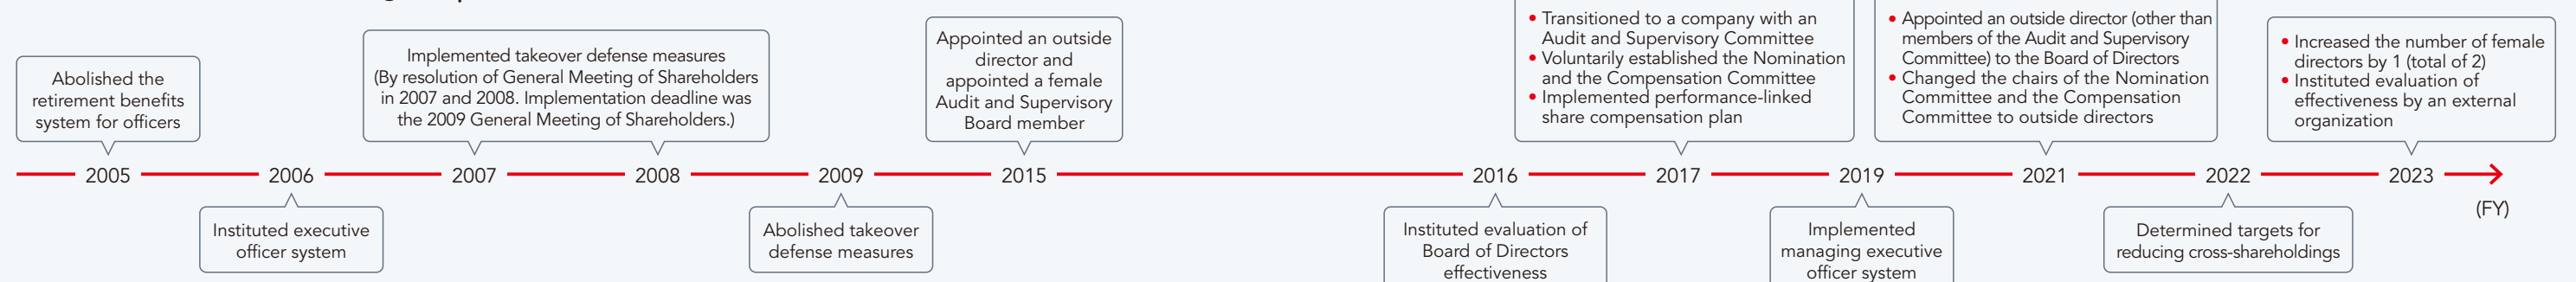 Abolished the
retirement benefits
system for officers
Implemented takeover defense measures
(By resolution of General Meeting of Shareholders
in 2007 and 2008. Implementation deadline was
the 2009 General Meeting of Shareholders.)
Appointed an outside
director and
appointed a female
Audit and Supervisory
Board member
• Transitioned to a company with an
Audit and Supervisory Committee
• Voluntarily established the Nomination
and the Compensation Committee
• Implemented performance-linked
share compensation plan
• Appointed an outside director (other than
members of the Audit and Supervisory
Committee) to the Board of Directors
• Changed the chairs of the Nomination
Committee and the Compensation
Committee to outside directors
• Increased the number of female
directors by 1 (total of 2)
• Instituted evaluation of
effectiveness by an external
organization
2005 2006 2007 2008 2009 2015 2016 2017 2019 2021 2022 2023
(FY)
Instituted executive
officer system
Abolished takeover
defense measures
Instituted evaluation of
Board of Directors
effectiveness
Implemented
managing executive
officer system
Determined targets for
reducing cross-shareholdings